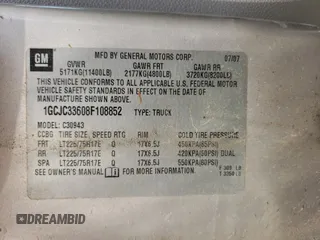 GM
MFD BY GENERAL MOTORS CORP.
07/07
GVWR GAWR FRT GAWR RR
5171KG(11400LB) 2177KG(4800LB) 3720KG(8200LB)
THIS VEHICLE CONFORMS TO ALL APPLICABLE U.S. FEDERAL MOTOR
VEHICLE SAFETY STANDARDS IN EFFECT ON THE DATE OF
MANUFACTURE SHOWN ABOVE.
1GCJC33608F108852 TYPE: TRUCK
MODEL: C30943
TIRE SIZE SPEED RTG RIM COLD TIRE PRESSURE
FRT LT225/75R17E Q 17X6.5J 450KPA(65PSI)
RR LT225/75R17E Q 17X6.5J 420KPA(60PSI) DUAL
SPA LT225/75R17E Q 17X6.5J
SEE OWNER'S MANUAL FOR MORE INFORMATION.
DREAMBID